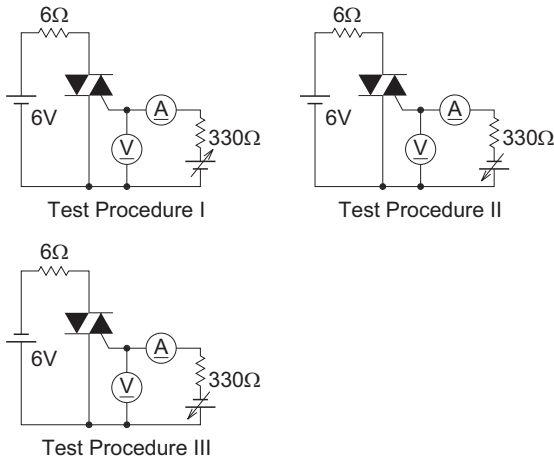 6Ω
6V
A
V
330Ω
Test Procedure I
6Ω
6V
A
V
330Ω
Test Procedure II
6Ω
6V
A
V
330Ω
Test Procedure III